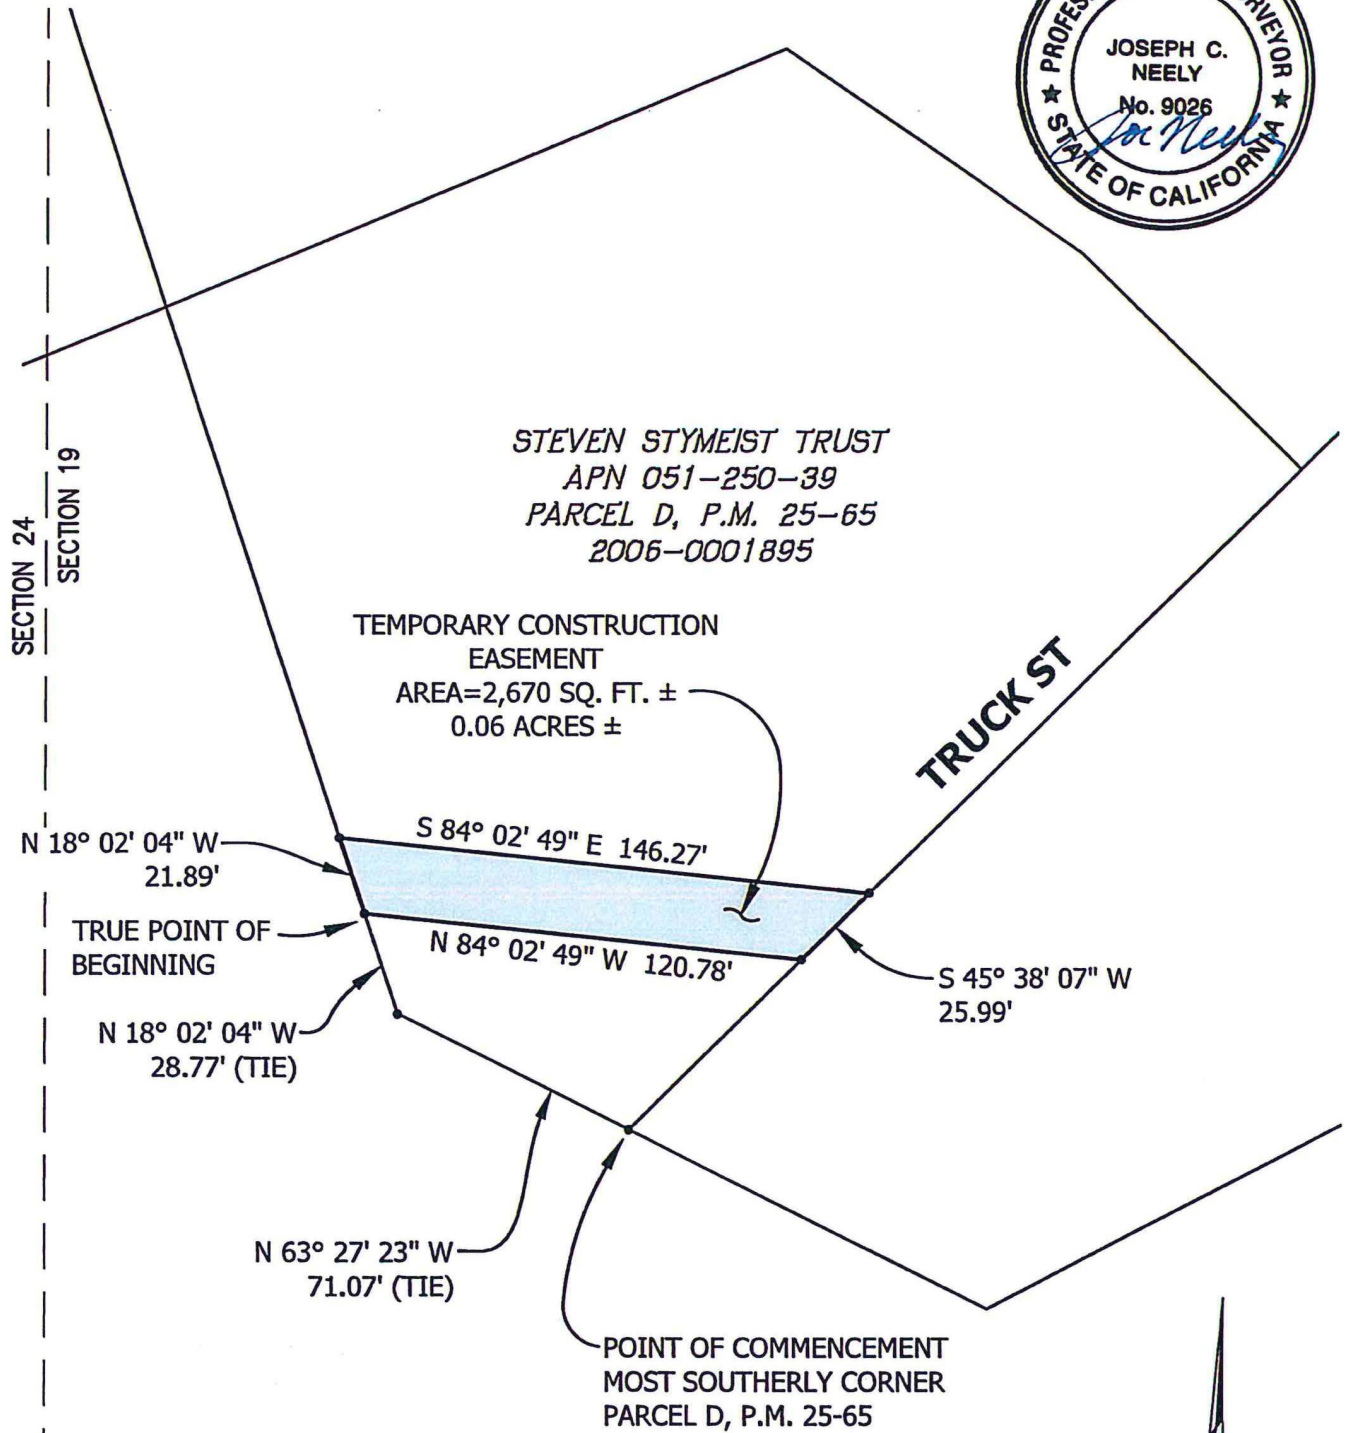 JOSEPH C.
NEELY
No. 9026
STATE OF CALIFORNIA
STEVEN STYMEIST TRUST
APN 051-250-39
PARCEL D, P.M. 25-65
2006-0001895
SECTION 24
SECTION 19
TEMPORARY CONSTRUCTION
EASEMENT
AREA=2,670 SQ. FT. ±
0.06 ACRES ±
TRUCK ST
N 18° 02' 04" W
21.89'
S 84° 02' 49" E 146.27'
TRUE POINT OF
BEGINNING
N 84° 02' 49" W 120.78'
S 45° 38' 07" W
25.99'
N 18° 02' 04" W
28.77' (TIE)
N 63° 27' 23" W
71.07' (TIE)
POINT OF COMMENCEMENT
MOST SOUTHERLY CORNER
PARCEL D, P.M. 25-65